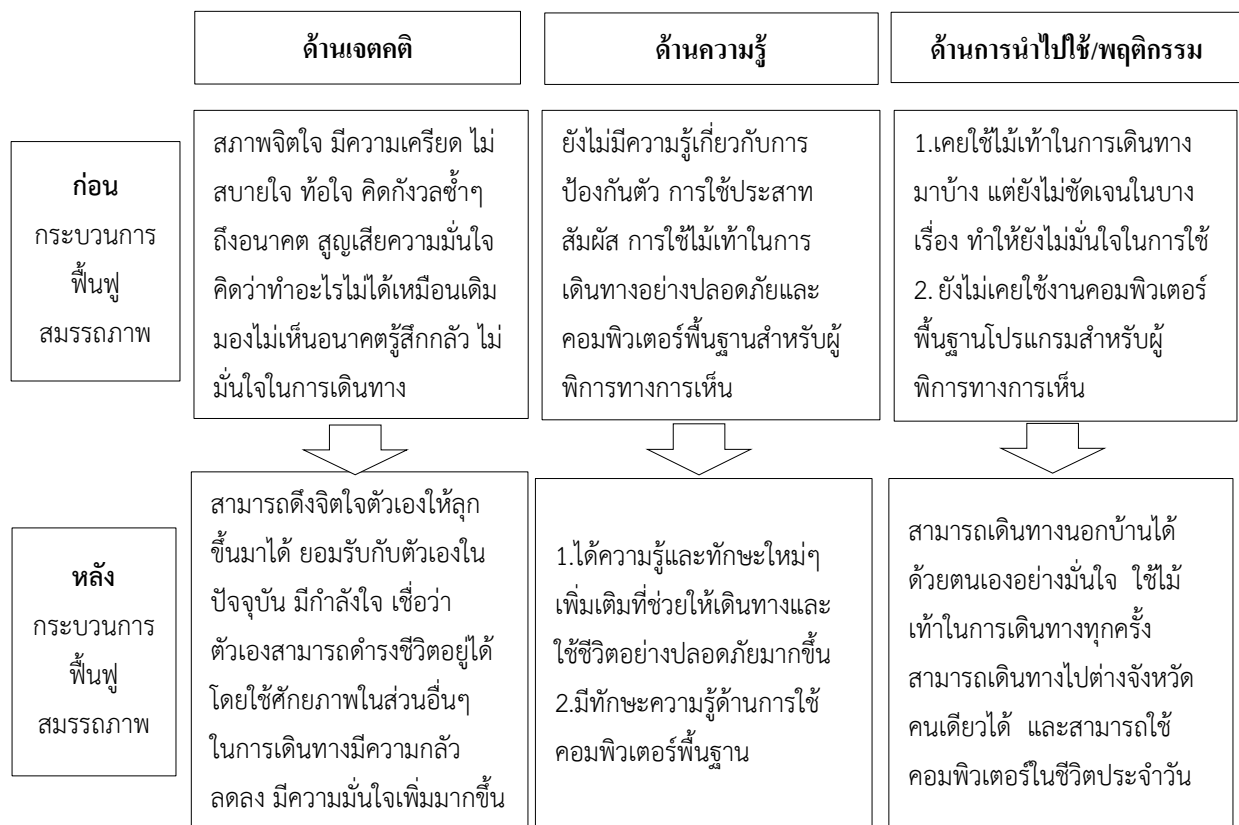 ด้านเจตคติ
ด้านความรู้
ด้านการนำไปใช้/พฤติกรรม
ก่อน
กระบวนการ
ฟื้นฟู
สมรรถภาพ
สภาพจิตใจ มีความเครียด ไม่
สบายใจ ท้อใจ คิดกังวลซ้ำๆ
ถึงอนาคต สูญเสียความมั่นใจ
คิดว่าทำอะไรไม่ได้เหมือนเดิม
มองไม่เห็นอนาคตรู้สึกกลัว ไม่
มั่นใจในการเดินทาง
ยังไม่มีความรู้เกี่ยวกับการ
ป้องกันตัว การใช้ประสาท
สัมผัส การใช้ไม้เท้าในการ
เดินทางอย่างปลอดภัยและ
คอมพิวเตอร์พื้นฐานสำหรับผู้
พิการทางการเห็น
1.เคยใช้ไม้เท้าในการเดินทาง
มาบ้าง แต่ยังไม่ชัดเจนในบาง
เรื่อง ทำให้ยังไม่มั่นใจในการใช้
2. ยังไม่เคยใช้งานคอมพิวเตอร์
พื้นฐานโปรแกรมสำหรับผู้
พิการทางการเห็น
หลัง
กระบวนการ
ฟื้นฟู
สมรรถภาพ
สามารถดึงจิตใจตัวเองให้ลุก
ขึ้นมาได้ ยอมรับกับตัวเองใน
ปัจจุบัน มีกำลังใจ เชื่อว่า
ตัวเองสามารถดำรงชีวิตอยู่ได้
โดยใช้ศักยภาพในส่วนอื่นๆ
ในการเดินทางมีความกลัว
ลดลง มีความมั่นใจเพิ่มมากขึ้น
1.ได้ความรู้และทักษะใหม่ๆ
เพิ่มเติมที่ช่วยให้เดินทางและ
ใช้ชีวิตอย่างปลอดภัยมากขึ้น
2.มีทักษะความรู้ด้านการใช้
คอมพิวเตอร์พื้นฐาน
สามารถเดินทางนอกบ้านได้
ด้วยตนเองอย่างมั่นใจ ใช้ไม้
เท้าในการเดินทางทุกครั้ง
สามารถเดินทางไปต่างจังหวัด
คนเดียวได้ และสามารถใช้
คอมพิวเตอร์ในชีวิตประจำวัน